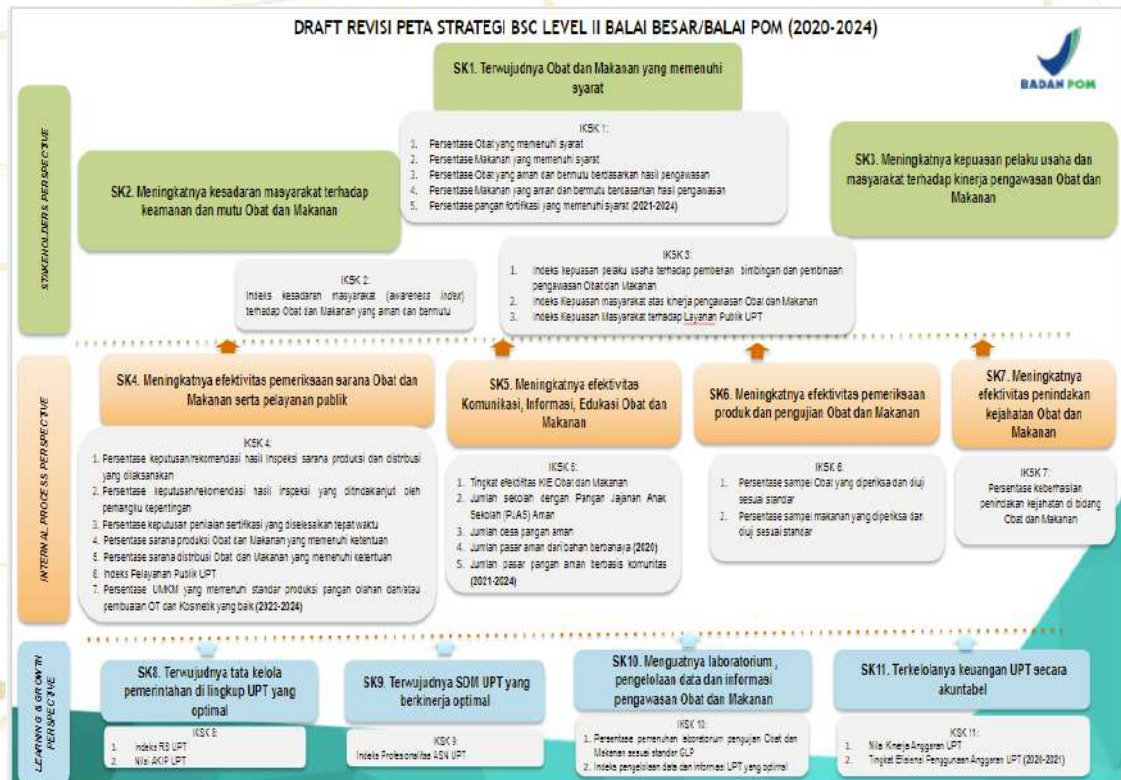 DRAFT REVISI PETA STRATEGI BSC LEVEL II BALAI BESAR/BALAI POM (2020-2024)
BADAN POM
STAKEHOLDERS PERSPECTIVE
SK1. Terwujudnya Obat dan Makanan yang memenuhi
syarat
IKSK 1:
1. Persentase Obat yang memenuhi syarat
2. Persentase Makanan yang memenuhi syarat
3. Persentase Obat yang aman dan bermutu berdasarkan hasil pengawasan
4. Persentase Makanan yang aman dan bermutu berdasarkan hasil pengawasan
5. Persentase pangan fortifikasi yang memenuhi syarat (2021-2024)
SK2. Meningkatnya kesadaran masyarakat terhadap
keamanan dan mutu Obat dan Makanan
IKSK 2:
Indeks kesadaran masyarakat (awareness index)
terhadap Obat dan Makanan yang aman dan bermutu
SK3. Meningkatnya kepuasan pelaku usaha dan
masyarakat terhadap kinerja pengawasan Obat dan
Makanan
IKSK 3:
1. Indeks kepuasan pelaku usaha terhadap pemberian bimbingan dan pembinaan
pengawasan Obat dan Makanan
2. Indeks Kepuasan masyarakat atas kinerja pengawasan Obat dan Makanan
3. Indeks Kepuasan Masyarakat terhadap Layanan Publik UPT
INTERNAL PROCESS PERSPECTIVE
SK4. Meningkatnya efektivitas pemeriksaan sarana Obat dan
Makanan serta pelayanan publik
IKSK 4:
1. Persentase keputusan/rekomendasi hasil Inspeksi sarana produksi dan distribusi
yang dilaksanakan
2. Persentase keputusan/rekomendasi hasil inspeksi yang ditindaklanjuti oleh
pemangku kepentingan
3. Persentase keputusan penilaian sertifikasi yang diselesaikan tepat waktu
4. Persentase sarana produksi Obat dan Makanan yang memenuhi ketentuan
5. Persentase sarana distribusi Obat dan Makanan yang memenuhi ketentuan
6. Indeks Pelayanan Publik UPT
7. Persentase UMKM yang memenuhi standar produksi pangan olahan dan/atau
pembuatan OT dan Kosmetik yang baik (2022-2024)
SK5. Meningkatnya efektivitas
Komunikasi, Informasi, Edukasi Obat dan
Makanan
IKSK 5:
1. Tingkat efektifitas KIE Obat dan Makanan
2. Jumlah sekolah dengan Pangan Jajanan Anak
Sekolah (PJAS) Aman
3. Jumlah desa pangan aman
4. Jumlah pasar aman dari bahan berbahaya (2020)
5. Jumlah pasar pangan aman berbasis komunitas
(2021-2024)
SK6. Meningkatnya efektivitas pemeriksaan
produk dan pengujian Obat dan Makanan
IKSK 6:
1. Persentase sampel Obat yang diperiksa dan diuji
sesuai standar
2. Persentase sampel makanan yang diperiksa dan
diuji sesuai standar
SK7. Meningkatnya
efektivitas penindakan
kejahatan Obat dan
Makanan
IKSK 7:
Persentase keberhasilan
penindakan kejahatan di bidang
Obat dan Makanan
LEARNING & GROWTH
PERSPECTIVE
SK8. Terwujudnya tata kelola
pemerintahan di lingkup UPT yang
optimal
IKSK 8:
1. Indeks RB UPT
2. Nilai AKIP UPT
SK9. Terwujudnya SDM UPT yang
berkinerja optimal
IKSK 9:
Indeks Profesionalitas ASN UPT
SK10. Menguatnya laboratorium ,
pengelolaan data dan informasi
pengawasan Obat dan Makanan
IKSK 10:
1. Persentase pemenuhan laboratorium pengujian Obat dan
Makanan sesuai standar GLP
2. Indeks pengelolaan data dan informasi UPT yang optimal
SK11. Terkelolanya keuangan UPT secara
akuntabel
KSK 11:
1. Nilai Kinerja Anggaran UPT
2. Tingkat Efisiensi Penggunaan Anggaran UPT (2020-2021)